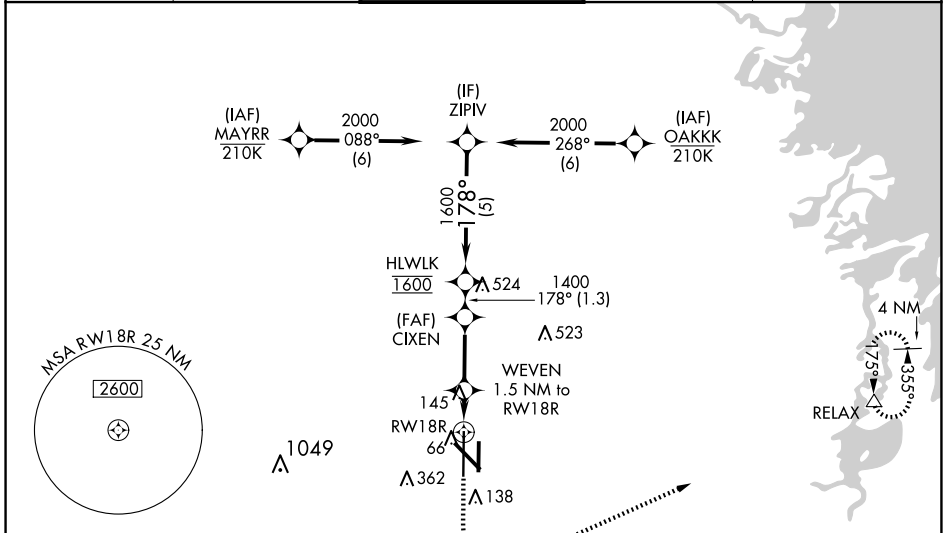 (IAF)
MAYRR
210K
2000
088°
(6)
(IF)
ZIPIV
2000
268°
(6)
(IAF)
OAKKK
210K
1600
178°
(5)
HLWLK
1600
524
1400
178° (1.3)
(FAF)
CIXEN
523
4 NM
175°
355°
RELAX
MSA RW18R 25 NM
2600
WEVEN
1.5 NM to
RW18R
145
RW18R
66
1049
362
138